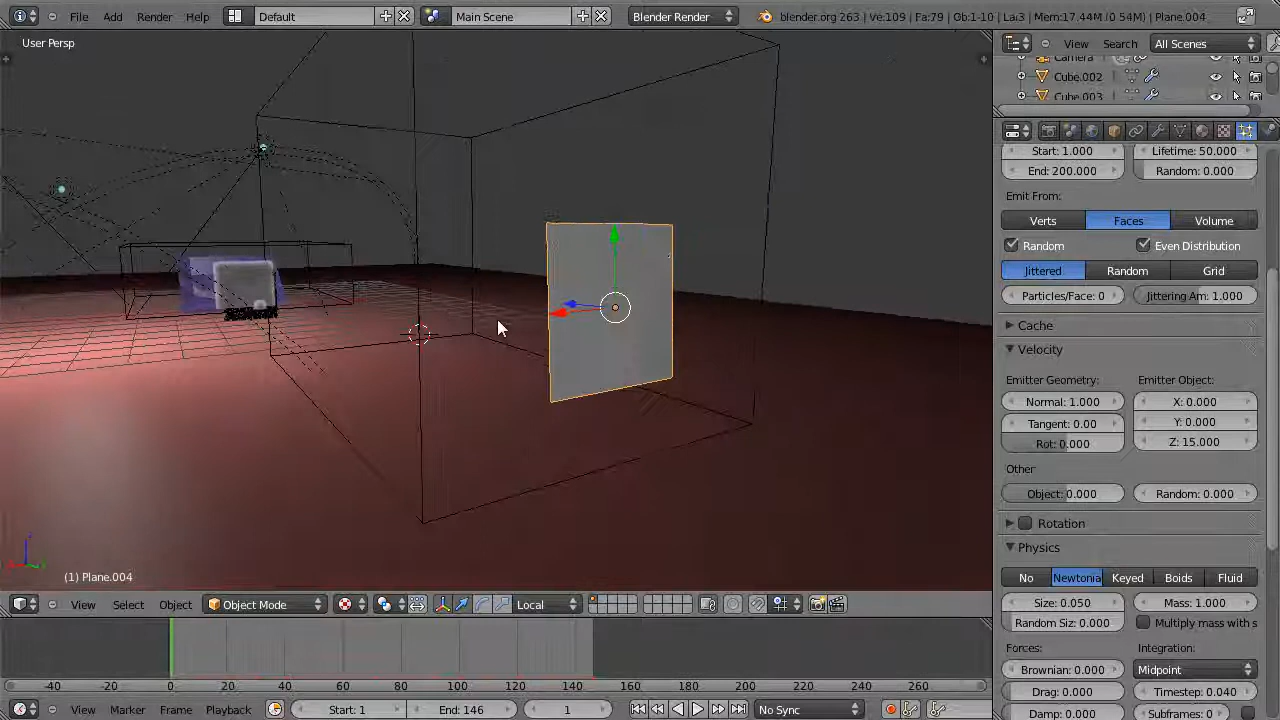 File Add Render Help Default Main Scene Blender Render blender.org 263 | Ve:109 | Fa:79 | Ob:1-10 | La:3 | Mem:17.44M (0.54M) | Plane.004
User Persp
View Search All Scenes
Camera
Cube.002
Cube.003
Start: 1.000 Lifetime: 50.000
End: 200.000 Random: 0.000
Emit From:
Verts Faces Volume
Random Even Distribution
Jittered Random Grid
Particles/Face: 0 Jittering Am: 1.000
Cache
Velocity
Emitter Geometry: Emitter Object:
Normal: 1.000 X: 0.000
Tangent: 0.00 Y: 0.000
Rot: 0.000 Z: 15.000
Other
Object: 0.000 Random: 0.000
Rotation
Physics
No Newtonia Keyed Boids Fluid
Size: 0.050 Mass: 1.000
Random Siz: 0.000 Multiply mass with s
Forces: Integration:
Brownian: 0.000 Midpoint
Drag: 0.000 Timestep: 0.040
Damp: 0.000 Subframes: 0
(1) Plane.004
View Select Object Object Mode Local
-40 -20 0 20 40 60 80 100 120 140 160 180 200 220 240 260
View Marker Frame Playback Start: 1 End: 146 1 No Sync